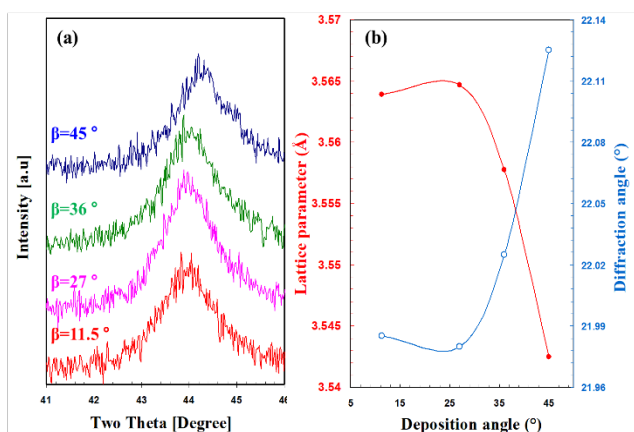 (a)
β=45 °
β=36 °
β=27 °
β=11.5 °
Intensity [a.u]
41 42 43 44 45 46
Two Theta [Degree]
(b)
3.57
3.565
3.56
3.555
3.55
3.545
3.54
Lattice parameter (Å)
22.14
22.11
22.08
22.05
22.02
21.99
21.96
Diffraction angle (°)
5 15 25 35 45
Deposition angle (°)